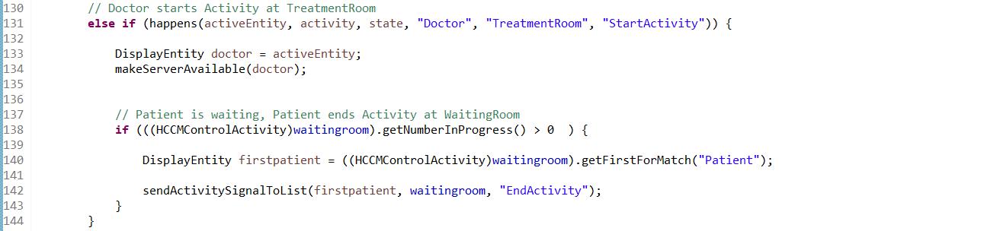 130 // Doctor starts Activity at TreatmentRoom
131 else if (happens(activeEntity, activity, state, "Doctor", "TreatmentRoom", "StartActivity")) {
132
133 DisplayEntity doctor = activeEntity;
134 makeServerAvailable(doctor);
135
136
137 // Patient is waiting, Patient ends Activity at WaitingRoom
138 if (((HCCMControlActivity)waitingroom).getNumberInProgress() > 0  ) {
139
140 DisplayEntity firstpatient = ((HCCMControlActivity)waitingroom).getFirstForMatch("Patient");
141
142 sendActivitySignalToList(firstpatient, waitingroom, "EndActivity");
143 }
144 }